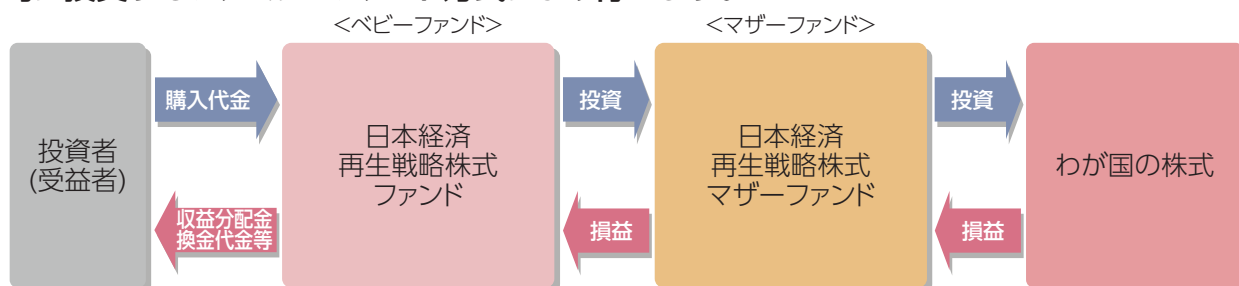 <ベビーファンド>
<マザーファンド>
投資者
(受益者)
購入代金
収益分配金
換金代金等
日本経済
再生戦略株式
ファンド
投資
損益
日本経済
再生戦略株式
マザーファンド
投資
損益
わが国の株式